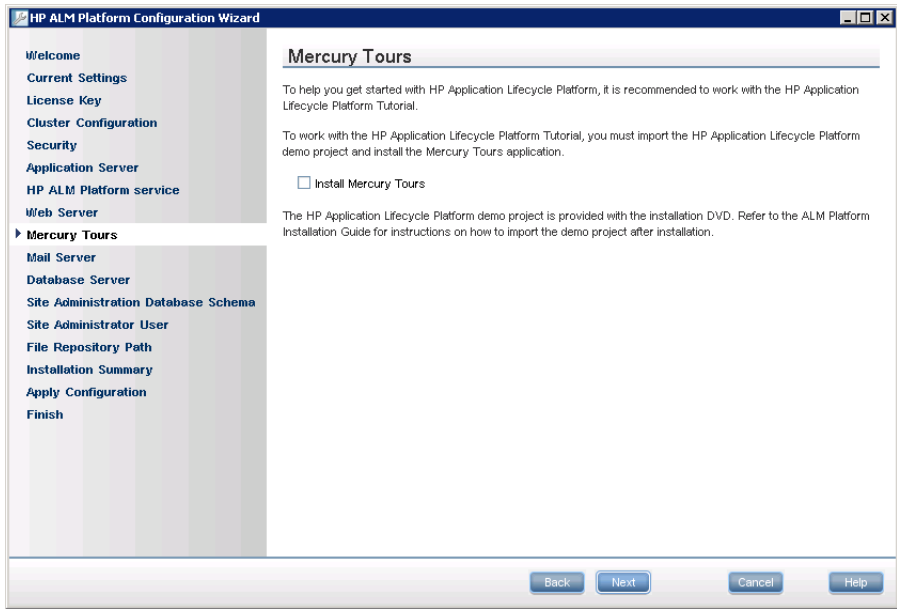 HP ALM Platform Configuration Wizard
Welcome
Current Settings
License Key
Cluster Configuration
Security
Application Server
HP ALM Platform service
Web Server
Mercury Tours
Mail Server
Database Server
Site Administration Database Schema
Site Administrator User
File Repository Path
Installation Summary
Apply Configuration
Finish
Mercury Tours
To help you get started with HP Application Lifecycle Platform, it is recommended to work with the HP Application
Lifecycle Platform Tutorial.
To work with the HP Application Lifecycle Platform Tutorial, you must import the HP Application Lifecycle Platform
demo project and install the Mercury Tours application.
Install Mercury Tours
The HP Application Lifecycle Platform demo project is provided with the installation DVD. Refer to the ALM Platform
Installation Guide for instructions on how to import the demo project after installation.
Back
Next
Cancel
Help